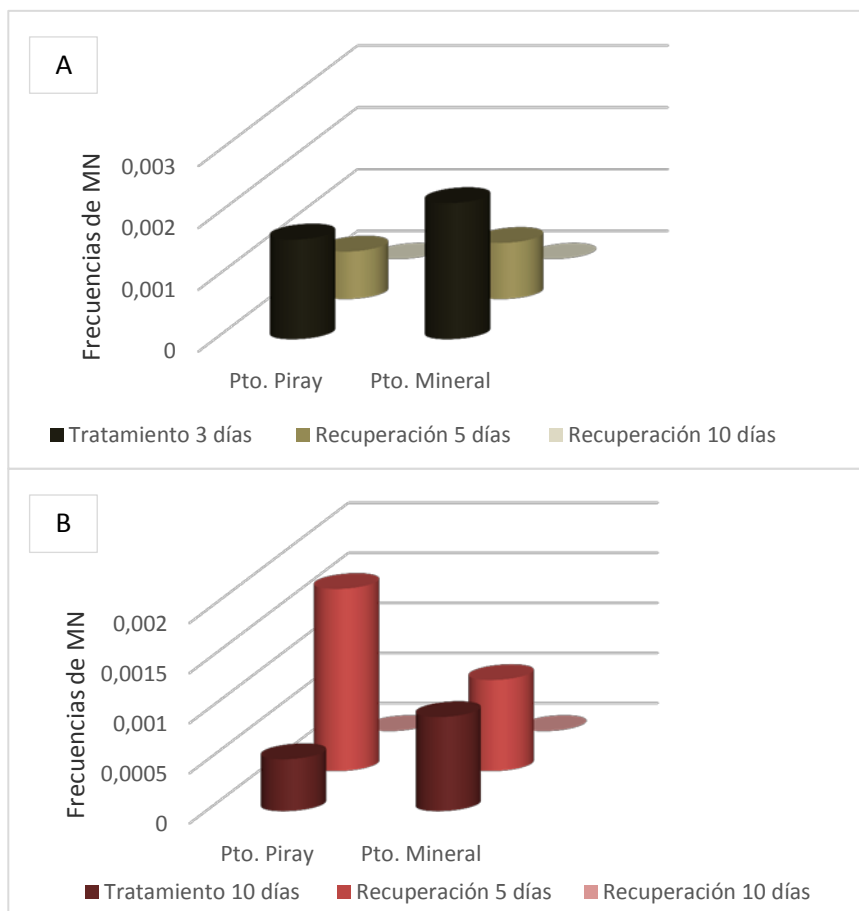 A
Frecuencias de MN
0,003
0,002
0,001
0
Pto. Piray Pto. Mineral
Tratamiento 3 días Recuperación 5 días Recuperación 10 días
B
Frecuencias de MN
0,002
0,0015
0,001
0,0005
0
Pto. Piray Pto. Mineral
Tratamiento 10 días Recuperación 5 días Recuperación 10 días